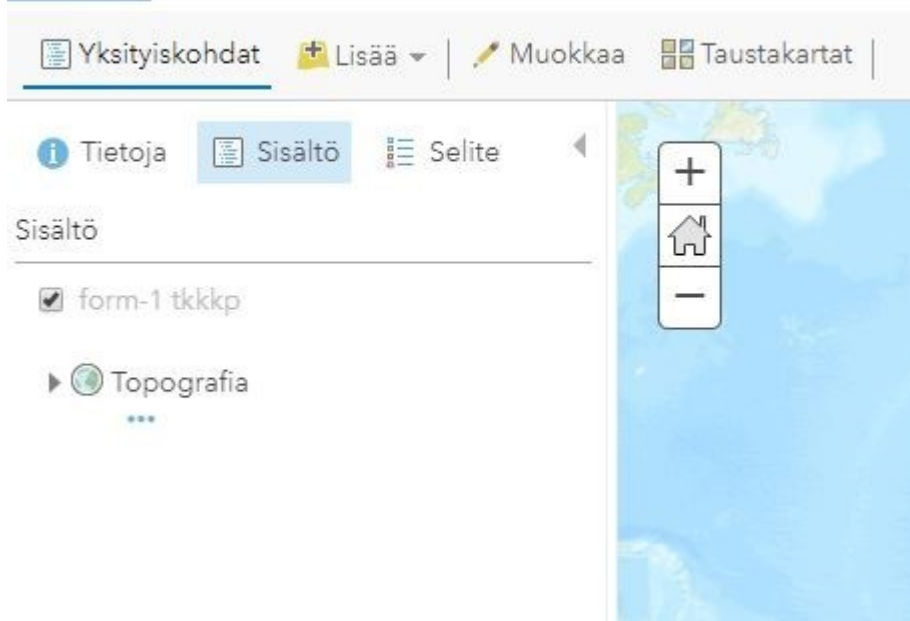 Yksityiskohdat Lisää Muokkaa Taustakartat
Tietoja Sisältö Selite
Sisältö
form-1 tkkkp
Topografia